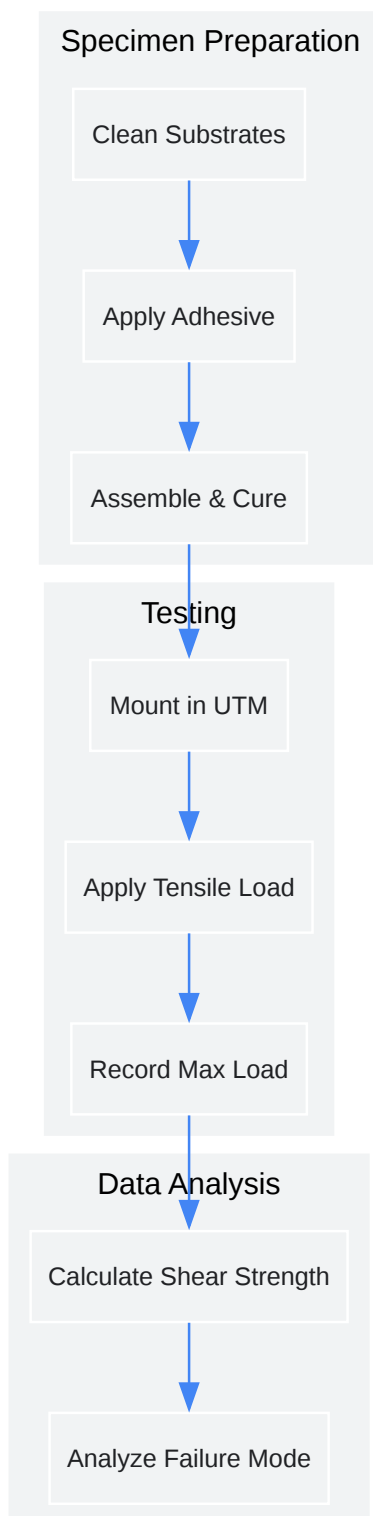 Specimen Preparation
Clean Substrates
Apply Adhesive
Assemble & Cure
Testing
Mount in UTM
Apply Tensile Load
Record Max Load
Data Analysis
Calculate Shear Strength
Analyze Failure Mode